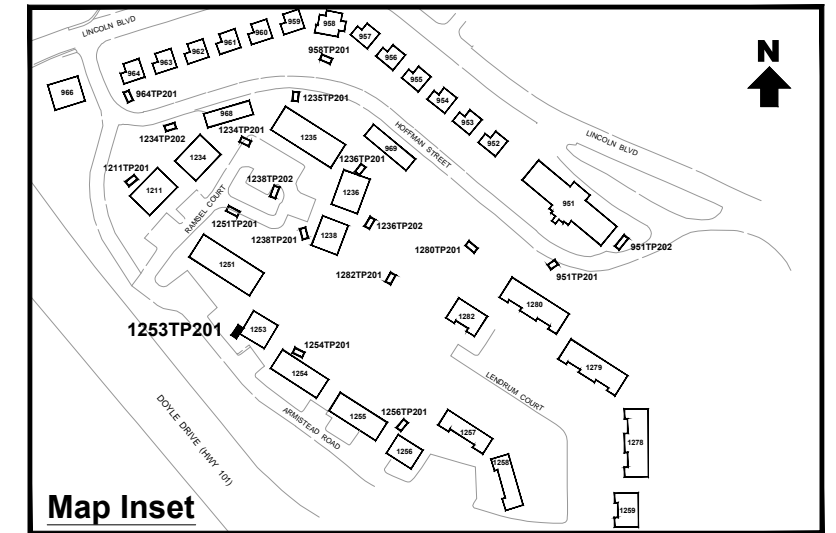 LINCOLN BLVD
959
958
960
961
962
963
964
957
956
955
954
953
952
958TP201
N
966
964TP201
968
1235TP201
1234TP202
1234TP201
1235
969
HOFFMAN STREET
LINCOLN BLVD
1211TP201
1234
1236TP201
1211
1238TP202
1236
951
RAMSEL COURT
1251TP201
1236TP202
1238TP201
1238
1280TP201
951TP202
1251
1282TP201
951TP201
1280
1253TP201
1253
1282
1254TP201
1254
1279
LENDRUM COURT
DOYLE DRIVE (HWY 101)
1255
1256TP201
ARMISTEAD ROAD
1257
1256
1278
1258
1259
Map Inset